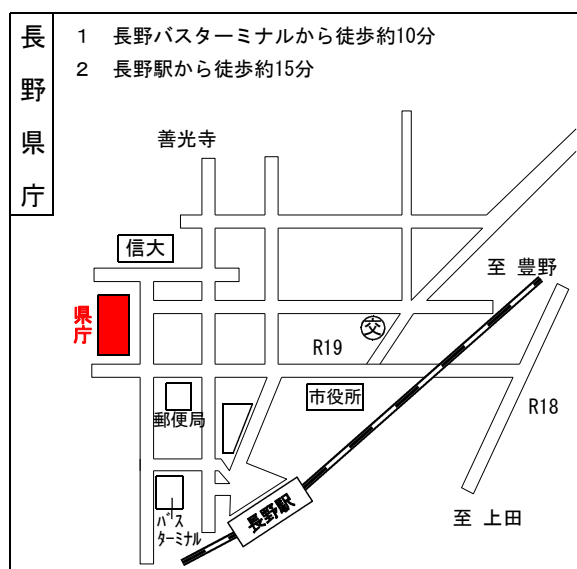 長野県庁
1 長野バスターミナルから徒歩約10分
2 長野駅から徒歩約15分
善光寺
信大
至 豊野
県庁
交
R19
市役所
郵便局
R18
長野駅
至 上田
バス
ターミナル